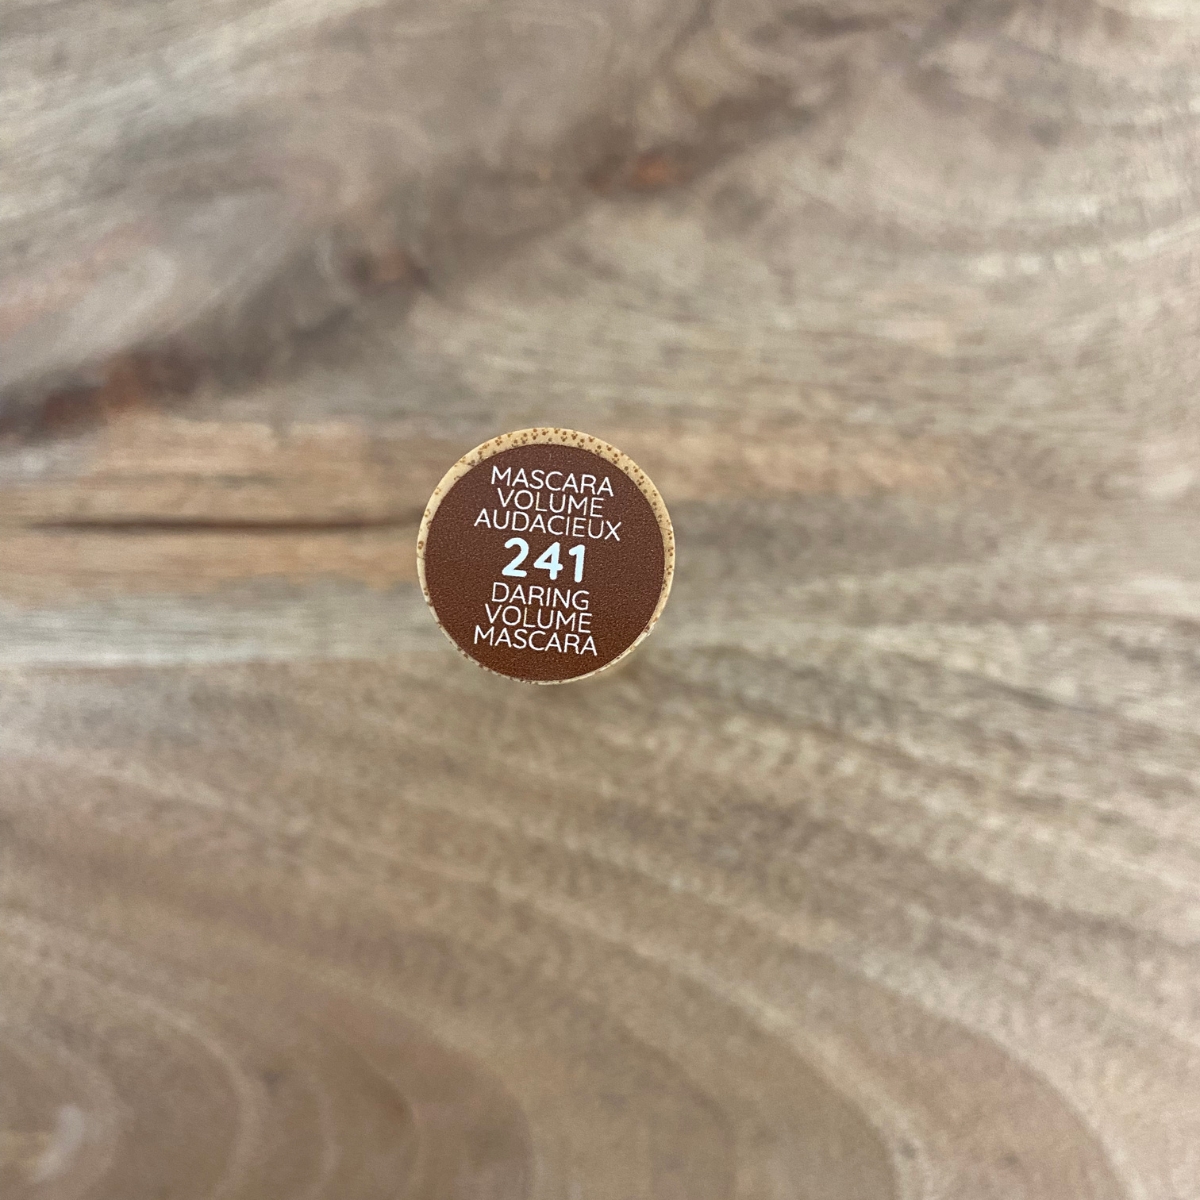 MASCARA
VOLUME
AUDACIEUX
241
DARING
VOLUME
MASCARA